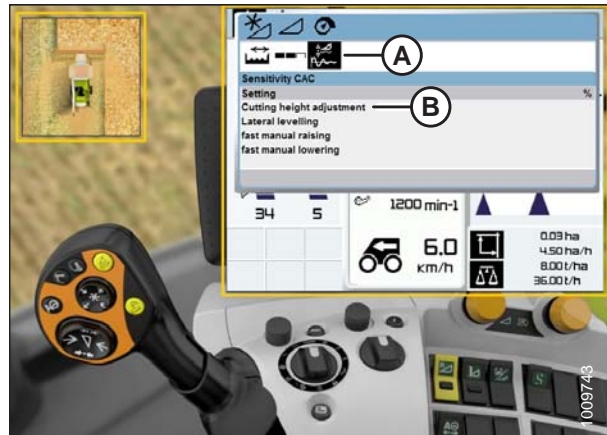 A
Sensitivity CAC
Setting %
Cutting height adjustment
B
Lateral levelling
fast manual raising
fast manual lowering
34 5
1200 min-1
6.0
km/h
0.03 ha
4.50 ha/h
8.00 t/ha
36.00 t/h
S
1009743